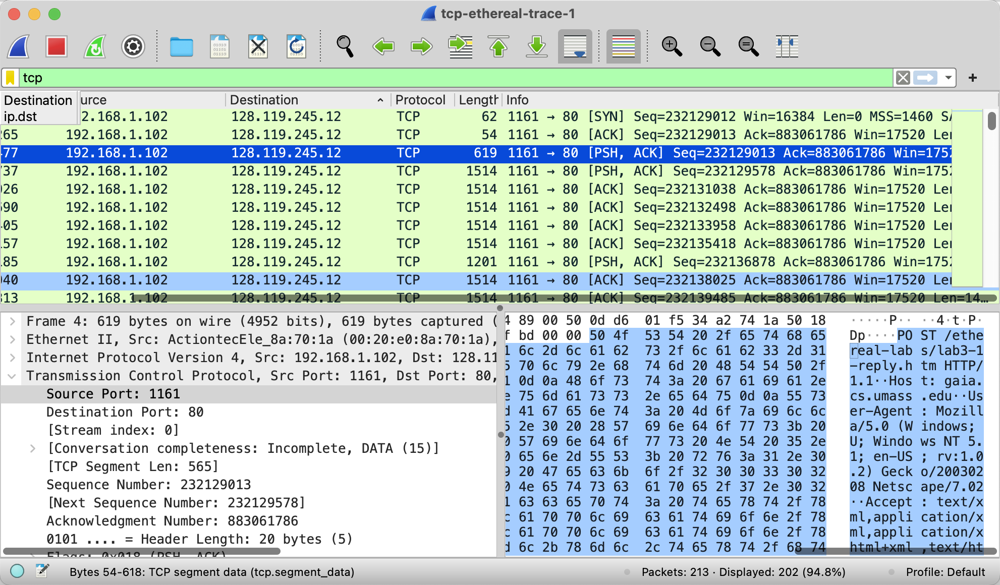 tcp-ethereal-trace-1
tcp
Destination
ip.dst
urce Destination Protocol Length Info
2.168.1.102 128.119.245.12 TCP 62 1161 → 80 [SYN] Seq=232129012 Win=16384 Len=0 MSS=1460
65 192.168.1.102 128.119.245.12 TCP 54 1161 → 80 [ACK] Seq=232129013 Ack=883061786 Win=17520 Len
77 192.168.1.102 128.119.245.12 TCP 619 1161 → 80 [PSH, ACK] Seq=232129013 Ack=883061786 Win=1752
37 192.168.1.102 128.119.245.12 TCP 1514 1161 → 80 [PSH, ACK] Seq=232129578 Ack=883061786 Win=1752
26 192.168.1.102 128.119.245.12 TCP 1514 1161 → 80 [ACK] Seq=232131038 Ack=883061786 Win=17520 Len
90 192.168.1.102 128.119.245.12 TCP 1514 1161 → 80 [ACK] Seq=232132498 Ack=883061786 Win=17520 Len
05 192.168.1.102 128.119.245.12 TCP 1514 1161 → 80 [ACK] Seq=232133958 Ack=883061786 Win=17520 Len
57 192.168.1.102 128.119.245.12 TCP 1514 1161 → 80 [ACK] Seq=232135418 Ack=883061786 Win=17520 Len
85 192.168.1.102 128.119.245.12 TCP 1201 1161 → 80 [PSH, ACK] Seq=232136878 Ack=883061786 Win=1752
40 192.168.1.102 128.119.245.12 TCP 1514 1161 → 80 [ACK] Seq=232138025 Ack=883061786 Win=17520 Len
13 192.168.1.102 128.119.245.12 TCP 1514 1161 → 80 [ACK] Seq=232139485 Ack=883061786 Win=17520 Len=14…
Frame 4: 619 bytes on wire (4952 bits), 619 bytes captured (
Ethernet II, Src: ActiontecEle_8a:70:1a (00:20:e0:8a:70:1a),
Internet Protocol Version 4, Src: 192.168.1.102, Dst: 128.11
Transmission Control Protocol, Src Port: 1161, Dst Port: 80,
Source Port: 1161
Destination Port: 80
[Stream index: 0]
[Conversation completeness: Incomplete, DATA (15)]
[TCP Segment Len: 565]
Sequence Number: 232129013
[Next Sequence Number: 232129578]
Acknowledgment Number: 883061786
0101 .... = Header Length: 20 bytes (5)
Flags: 0x018 (PSH, ACK)
89 00 50 0d d6 01 f5 34 a2 74 1a 50 18 ·····P·· ··4·t·P·
bd 00 00 50 4f 53 54 20 2f 65 74 68 65 Dp····PO ST /ethe
6c 2d 6c 61 62 73 2f 6c 61 62 33 2d 31 real-lab s/lab3-1
70 6c 79 2e 68 74 6d 20 48 54 54 50 2f -reply.h tm HTTP/
0d 0a 48 6f 73 74 3a 20 67 61 69 61 2e 1.1··Hos t: gaia.
75 6d 61 73 73 2e 65 64 75 0d 0a 55 73 cs.umass .edu··Us
41 67 65 6e 74 3a 20 4d 6f 7a 69 6c 6c er-Agent : Mozill
2e 30 20 28 57 69 6e 64 6f 77 73 3b 20 a/5.0 (W indows;
57 69 6e 64 6f 77 73 20 4e 54 20 35 2e U; Windo ws NT 5.
65 6e 2d 55 53 3b 20 72 76 3a 31 2e 30 1; en-US ; rv:1.0
20 47 65 63 6b 6f 2f 32 30 30 33 30 32 .2) Geck o/200302
4e 65 74 73 63 61 70 65 2f 37 2e 30 32 08 Netsc ape/7.02
63 63 65 70 74 3a 20 74 65 78 74 2f 78 ··Accept : text/x
61 70 70 6c 69 63 61 74 69 6f 6e 2f 78 ml,appli cation/x
61 70 70 6c 69 63 61 74 69 6f 6e 2f 78 ml,appli cation/x
6c 2b 78 6d 6c 2c 74 65 78 74 2f 68 74 html+xml ,text/ht
Bytes 54-618: TCP segment data (tcp.segment_data) Packets: 213 · Displayed: 202 (94.8%) Profile: Default